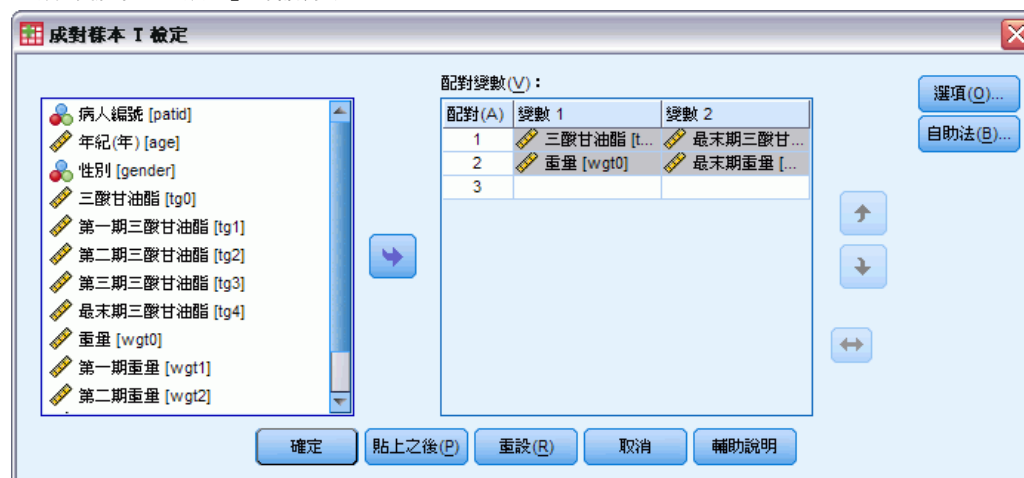 成對樣本 T 檢定
配對變數(V)：
病人編號 [patid]
年紀(年) [age]
性別 [gender]
三酸甘油酯 [tg0]
第一期三酸甘油酯 [tg1]
第二期三酸甘油酯 [tg2]
第三期三酸甘油酯 [tg3]
最末期三酸甘油酯 [tg4]
重量 [wgt0]
第一期重量 [wgt1]
第二期重量 [wgt2]
配對(A) 變數 1 變數 2
1 三酸甘油酯 [t... 最末期三酸甘...
2 重量 [wgt0] 最末期重量 [...
3
選項(O)...
自助法(B)...
確定 貼上之後(P) 重設(R) 取消 輔助說明